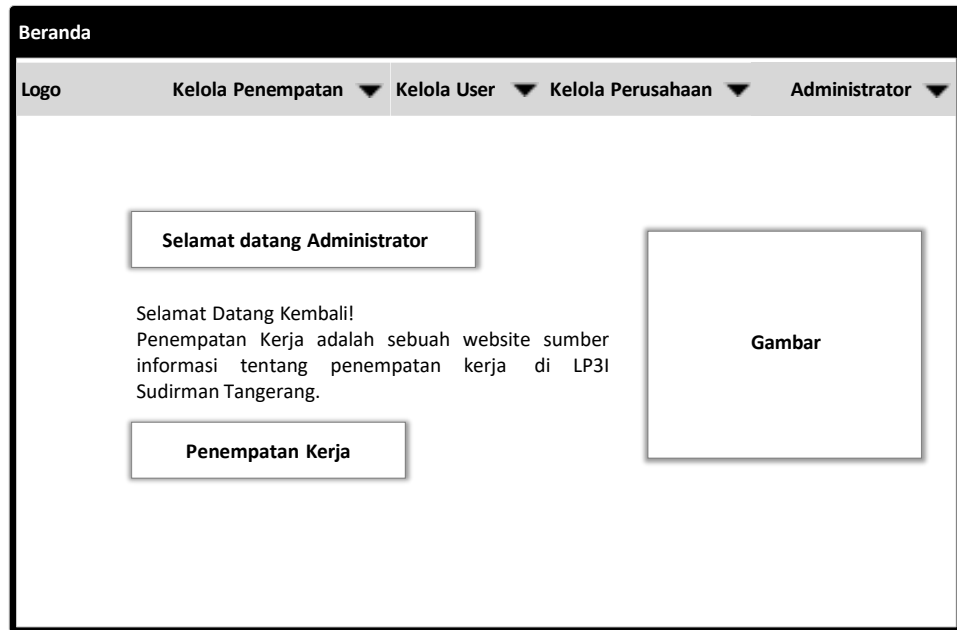 Beranda
Logo Kelola Penempatan Kelola User Kelola Perusahaan Administrator
Selamat datang Administrator
Selamat Datang Kembali!
Penempatan Kerja adalah sebuah website sumber
informasi tentang penempatan kerja di LP3I
Sudirman Tangerang.
Penempatan Kerja
Gambar